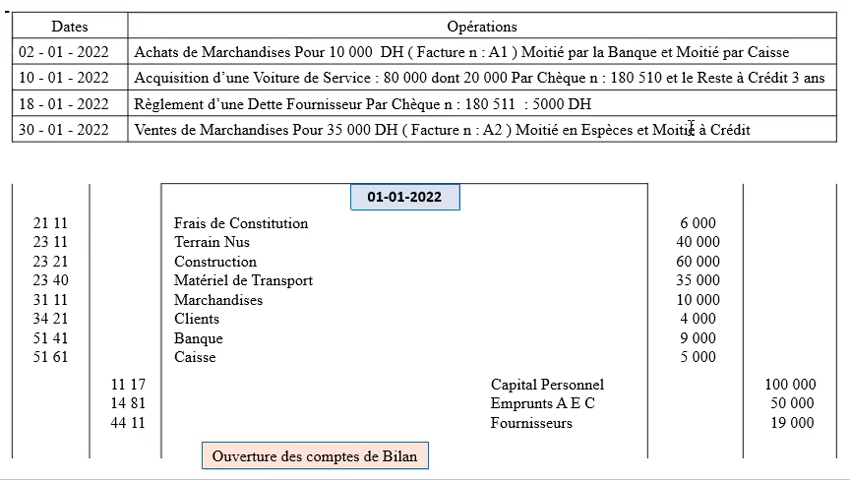 Dates Opérations
02 - 01 - 2022 Achats de Marchandises Pour 10 000 DH ( Facture n : A1 ) Moitié par la Banque et Moitié par Caisse
10 - 01 - 2022 Acquisition d’une Voiture de Service : 80 000 dont 20 000 Par Chèque n : 180 510 et le Reste à Crédit 3 ans
18 - 01 - 2022 Règlement d’une Dette Fournisseur Par Chèque n : 180 511 : 5000 DH
30 - 01 - 2022 Ventes de Marchandises Pour 35 000 DH ( Facture n : A2 ) Moitié en Espèces et Moitié à Crédit
01-01-2022
21 11 Frais de Constitution 6 000
23 11 Terrain Nus 40 000
23 21 Construction 60 000
23 40 Matériel de Transport 35 000
31 11 Marchandises 10 000
34 21 Clients 4 000
51 41 Banque 9 000
51 61 Caisse 5 000
11 17 Capital Personnel 100 000
14 81 Emprunts A E C 50 000
44 11 Fournisseurs 19 000
Ouverture des comptes de Bilan